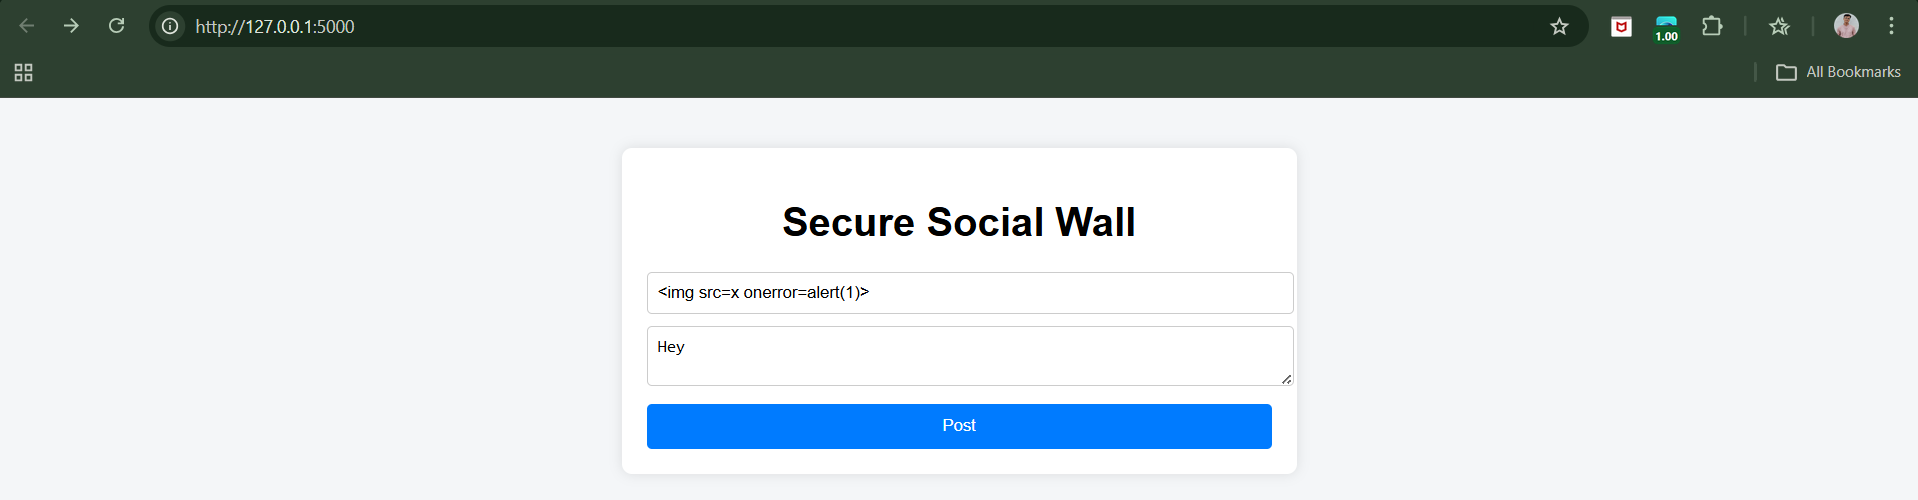 http://127.0.0.1:5000
1.00
All Bookmarks
Secure Social Wall
<img src=x onerror=alert(1)>
Hey
Post